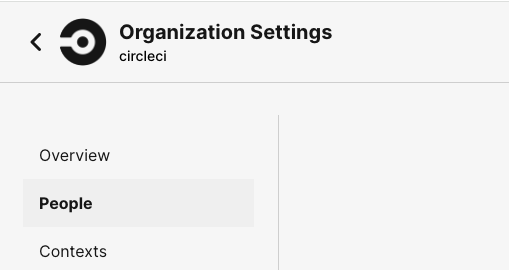 Organization Settings
circleci
Overview
People
Contexts